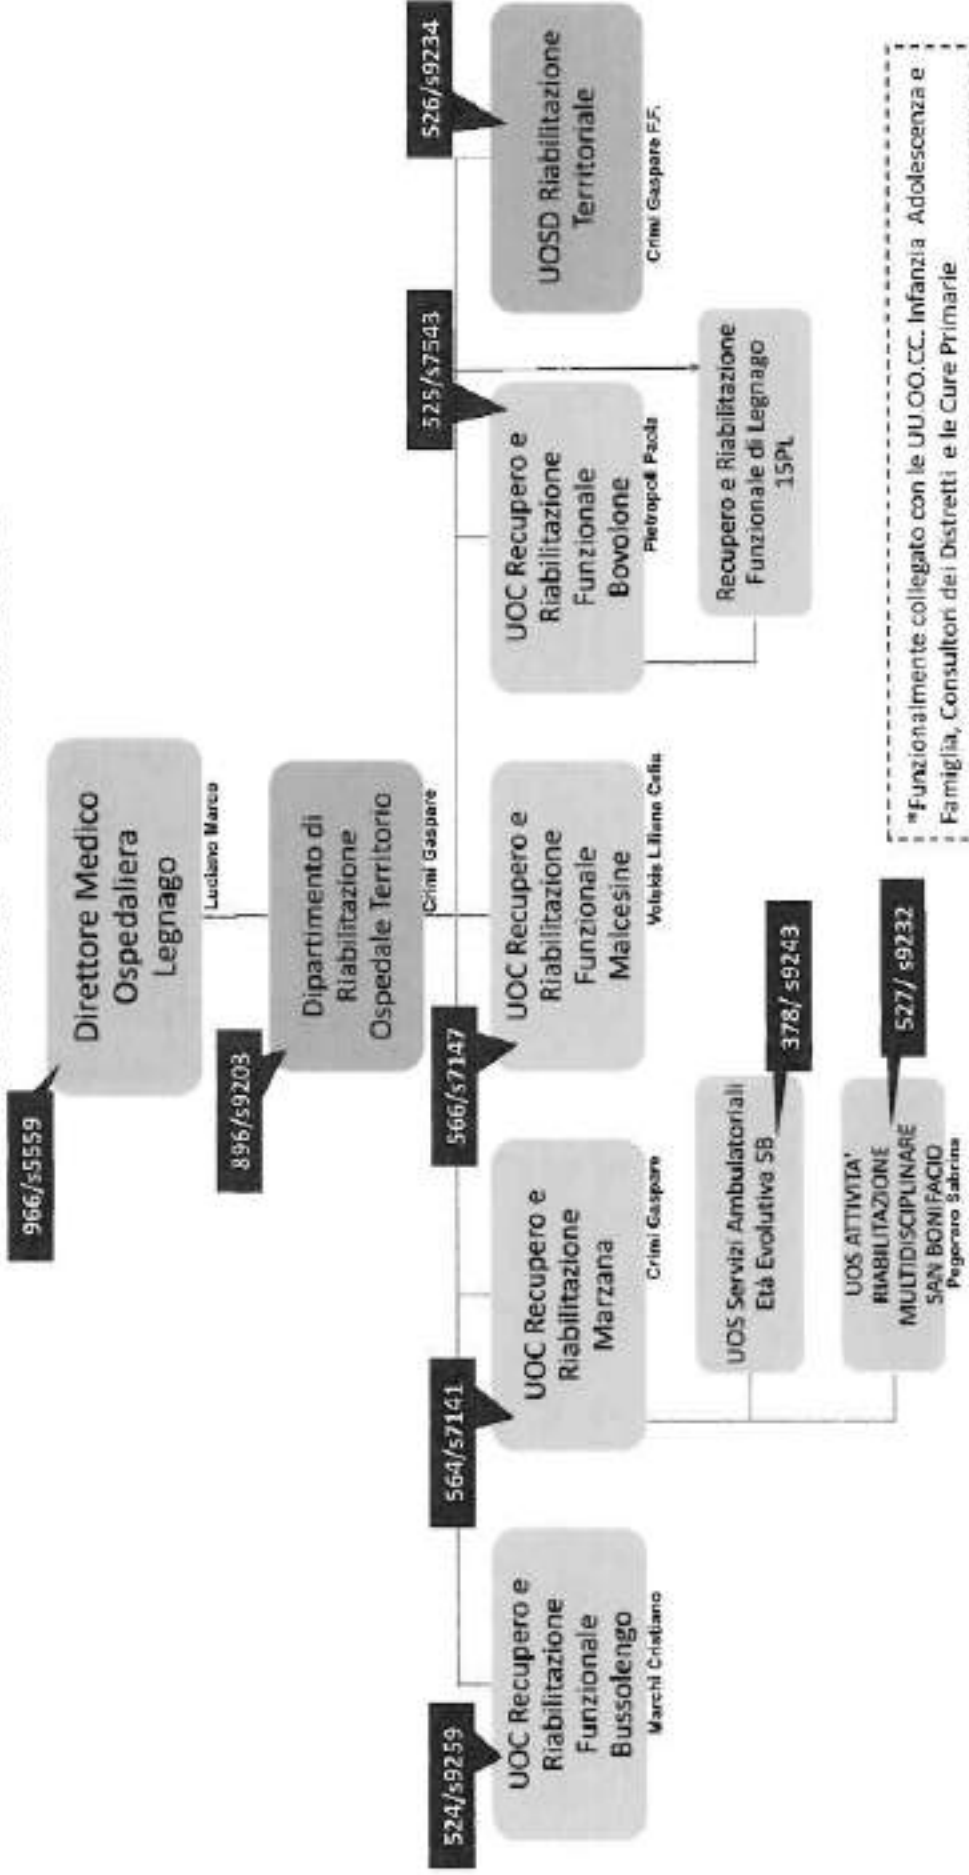 966/s5559
Direttore Medico
Ospedaliera
Legnago
Luciano Marco
896/s9203
Dipartimento di
Riabilitazione
Ospedale Territorio
Crimi Gaspare
524/s9259
UOC Recupero e
Riabilitazione
Funzionale
Bussolengo
Marchi Cristiano
564/s7141
UOC Recupero e
Riabilitazione
Marzana
Crimi Gaspare
566/s7147
UOC Recupero e
Riabilitazione
Funzionale
Malcesine
Liliana
525/s7543
UOC Recupero e
Riabilitazione
Funzionale
Bovolone
Pietropoli Paola
526/s9234
UOSD Riabilitazione
Territoriale
Crimi Gaspare F.F.
UOS Servizi Ambulatoriali
Età Evolutiva SB
378/ s9243
UOS ATTIVITA'
RIABILITAZIONE
MULTIDISCIPLINARE
SAN BONIFACIO
Pegoraro Sabrina
527/ s9232
Recupero e Riabilitazione
Funzionale di Legnago
15PL
*Funzionalmente collegato con le UU.OO.CC. Infanzia Adolescenza e
Famiglia, Consultori dei Distretti e le Cure Primarie